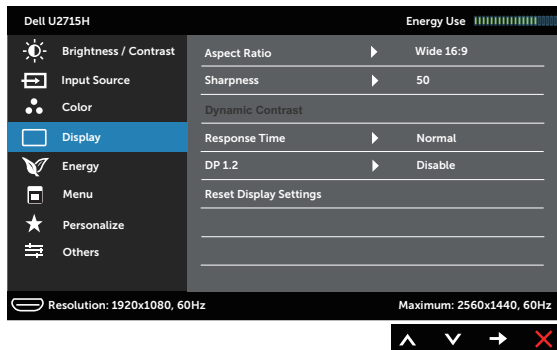 Dell U2715H
Energy Use
Brightness / Contrast
Input Source
Color
Display
Energy
Menu
Personalize
Others
Aspect Ratio Wide 16:9
Sharpness 50
Dynamic Contrast
Response Time Normal
DP 1.2 Disable
Reset Display Settings
Resolution: 1920x1080, 60Hz
Maximum: 2560x1440, 60Hz